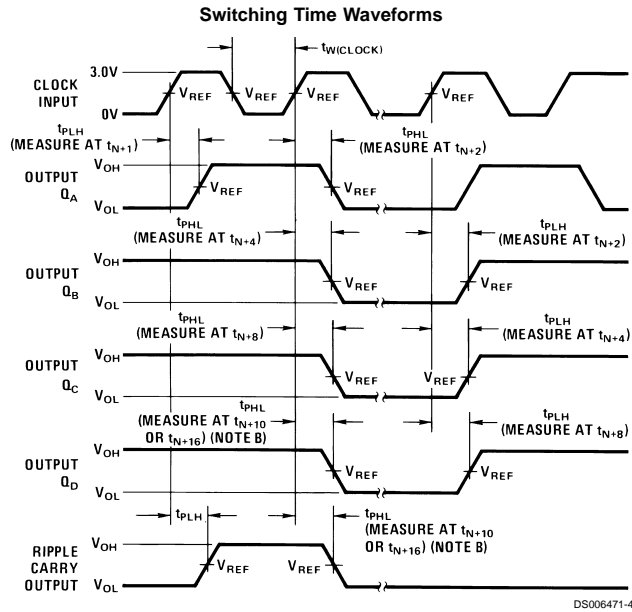 Switching Time Waveforms
tW(CLOCK)
3.0V
CLOCK INPUT
VREF VREF VREF VREF
0V
tPLH
(MEASURE AT tN+1)
tPHL
(MEASURE AT tN+2)
VOH
OUTPUT QA
VREF VREF
VOL
tPHL
(MEASURE AT tN+4)
tPLH
(MEASURE AT tN+2)
VOH
OUTPUT QB
VREF VREF
VOL
tPHL
(MEASURE AT tN+8)
tPLH
(MEASURE AT tN+4)
VOH
OUTPUT QC
VREF VREF
VOL
tPHL
(MEASURE AT tN+10
OR tN+16) (NOTE B)
tPLH
(MEASURE AT tN+8)
VOH
OUTPUT QD
VREF VREF
VOL
tPLH
tPHL
(MEASURE AT tN+10
OR tN+16) (NOTE B)
VOH
RIPPLE
CARRY
OUTPUT
VREF VREF
VOL
DS006471-4